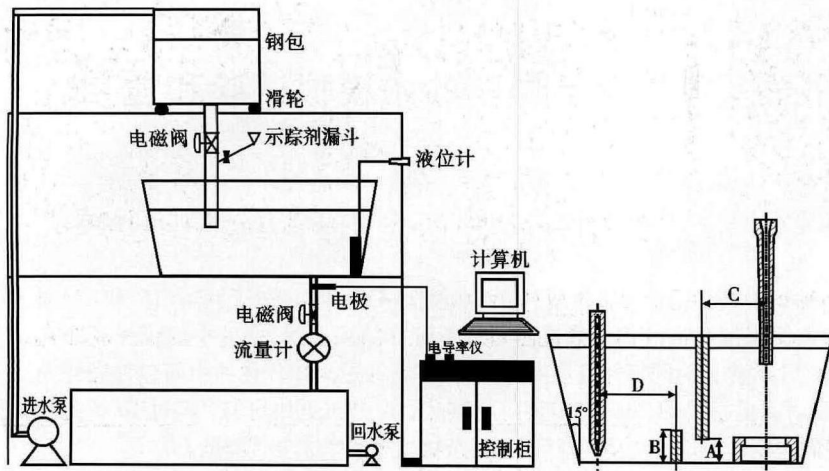 钢包
滑轮
电磁阀
示踪剂漏斗
液位计
计算机
电极
电磁阀
流量计
电导率仪
进水泵
回水泵
控制柜
C
D
15°
B
A